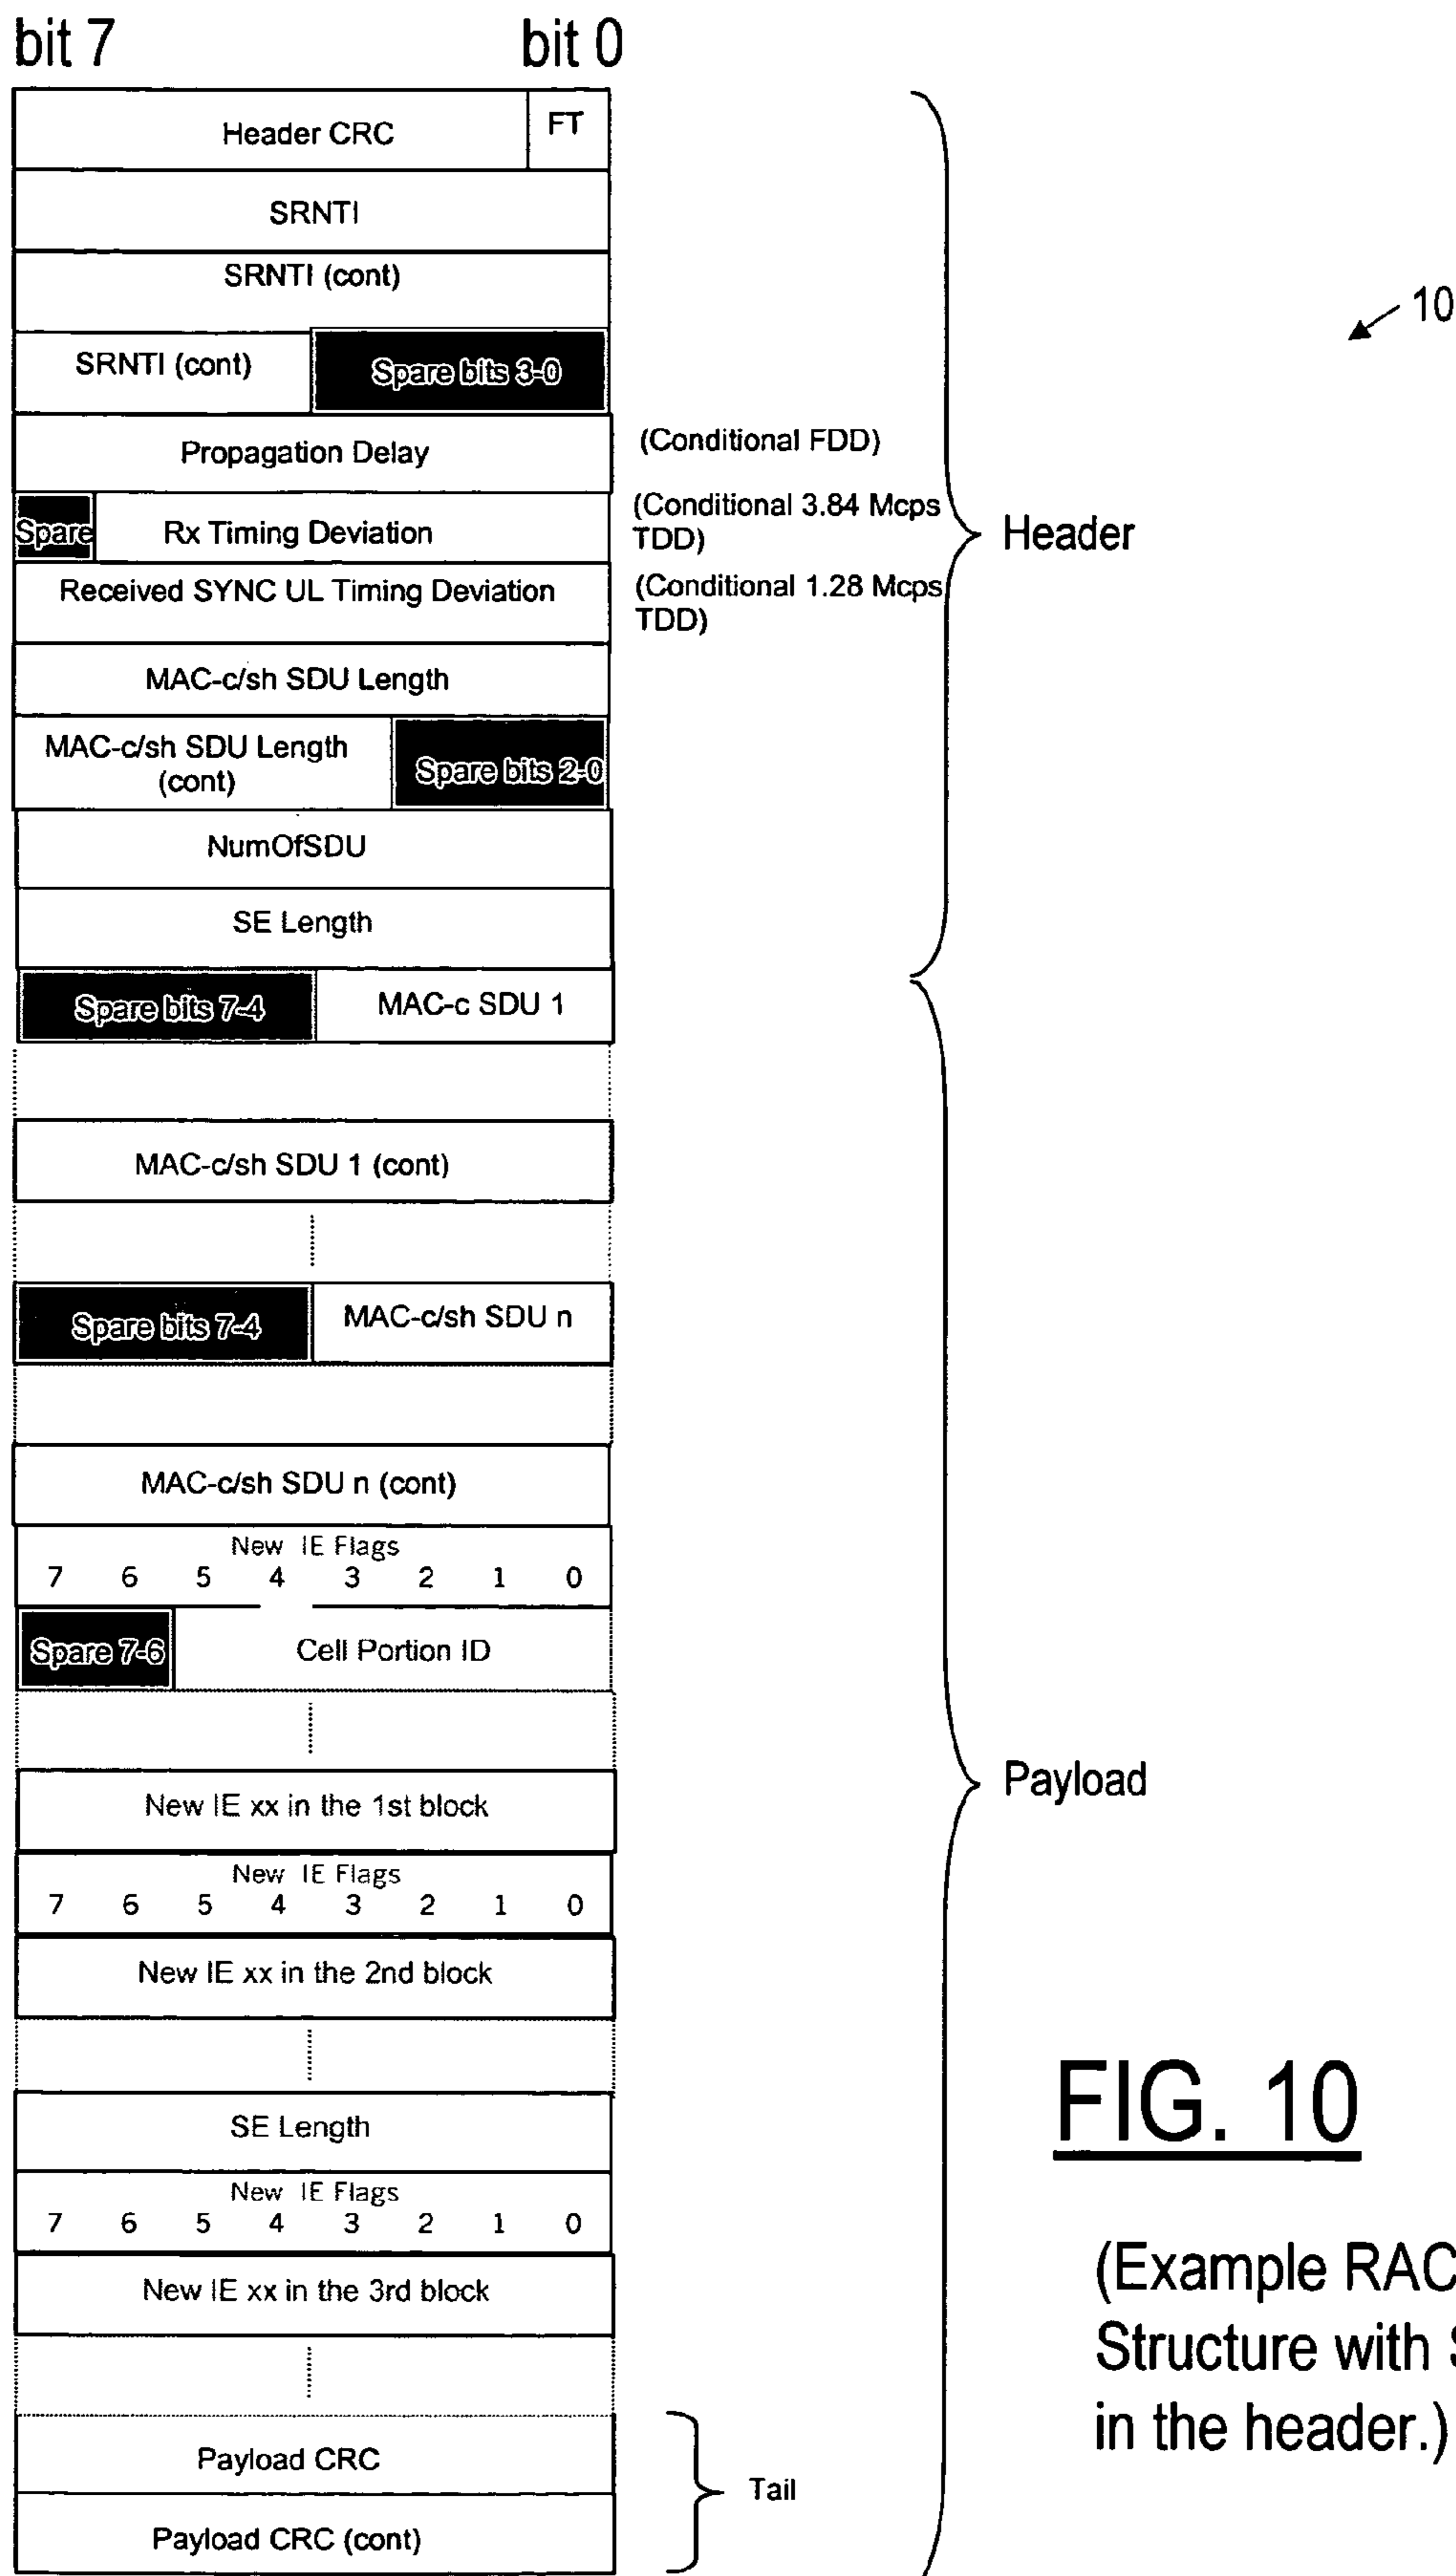 bit 7 bit 0
Header CRC FT
SRNTI
SRNTI (cont)
10
SRNTI (cont) Spare bits 3-0
Propagation Delay (Conditional FDD)
Spare Rx Timing Deviation (Conditional 3.84 Mcps
TDD)
Header
Received SYNC UL Timing Deviation (Conditional 1.28 Mcps
TDD)
MAC-c/sh SDU Length
MAC-c/sh SDU Length
(cont) Spare bits 2-0
NumOfSDU
SE Length
Spare bits 7-4 MAC-c SDU 1
MAC-c/sh SDU 1 (cont)
Spare bits 7-4 MAC-c/sh SDU n
MAC-c/sh SDU n (cont)
New IE Flags
7 6 5 4 3 2 1 0
Spare 7-6 Cell Portion ID
Payload
New IE xx in the 1st block
New IE Flags
7 6 5 4 3 2 1 0
New IE xx in the 2nd block
SE Length
New IE Flags
7 6 5 4 3 2 1 0
New IE xx in the 3rd block
Payload CRC
Tail
Payload CRC (cont)
FIG. 10
(Example RAC
Structure with
in the header.)